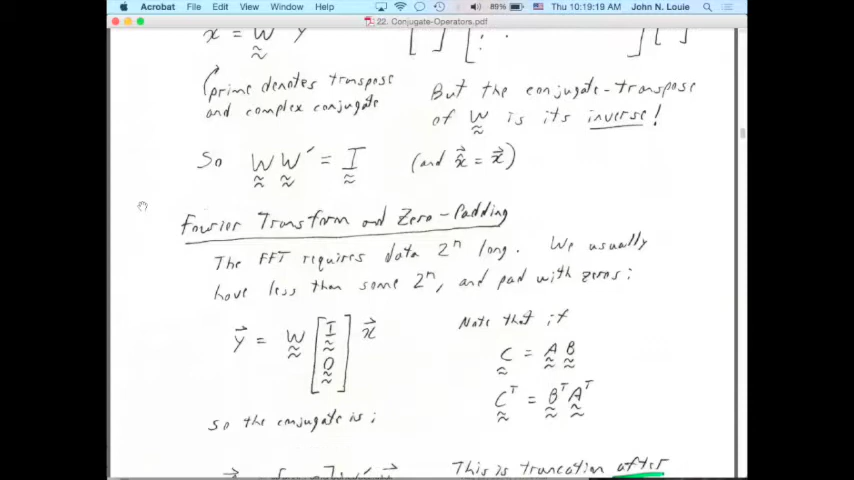 Acrobat File Edit View Window Help 89% Thu 10:19:19 AM John N. Louie
22. Conjugate-Operators.pdf
x = W y
prime denotes transpose
and complex conjugate
But the conjugate-transpose
of W is its inverse!
So W W′ = I (and x̂ = x)
Fourier Transform and Zero-Padding
The FFT requires data 2ⁿ long. We usually
have less than some 2ⁿ, and pad with zeros:
y = W [I 0] x
Note that if
C = A B
Cᵀ = Bᵀ Aᵀ
So the conjugate is:
This is truncation after